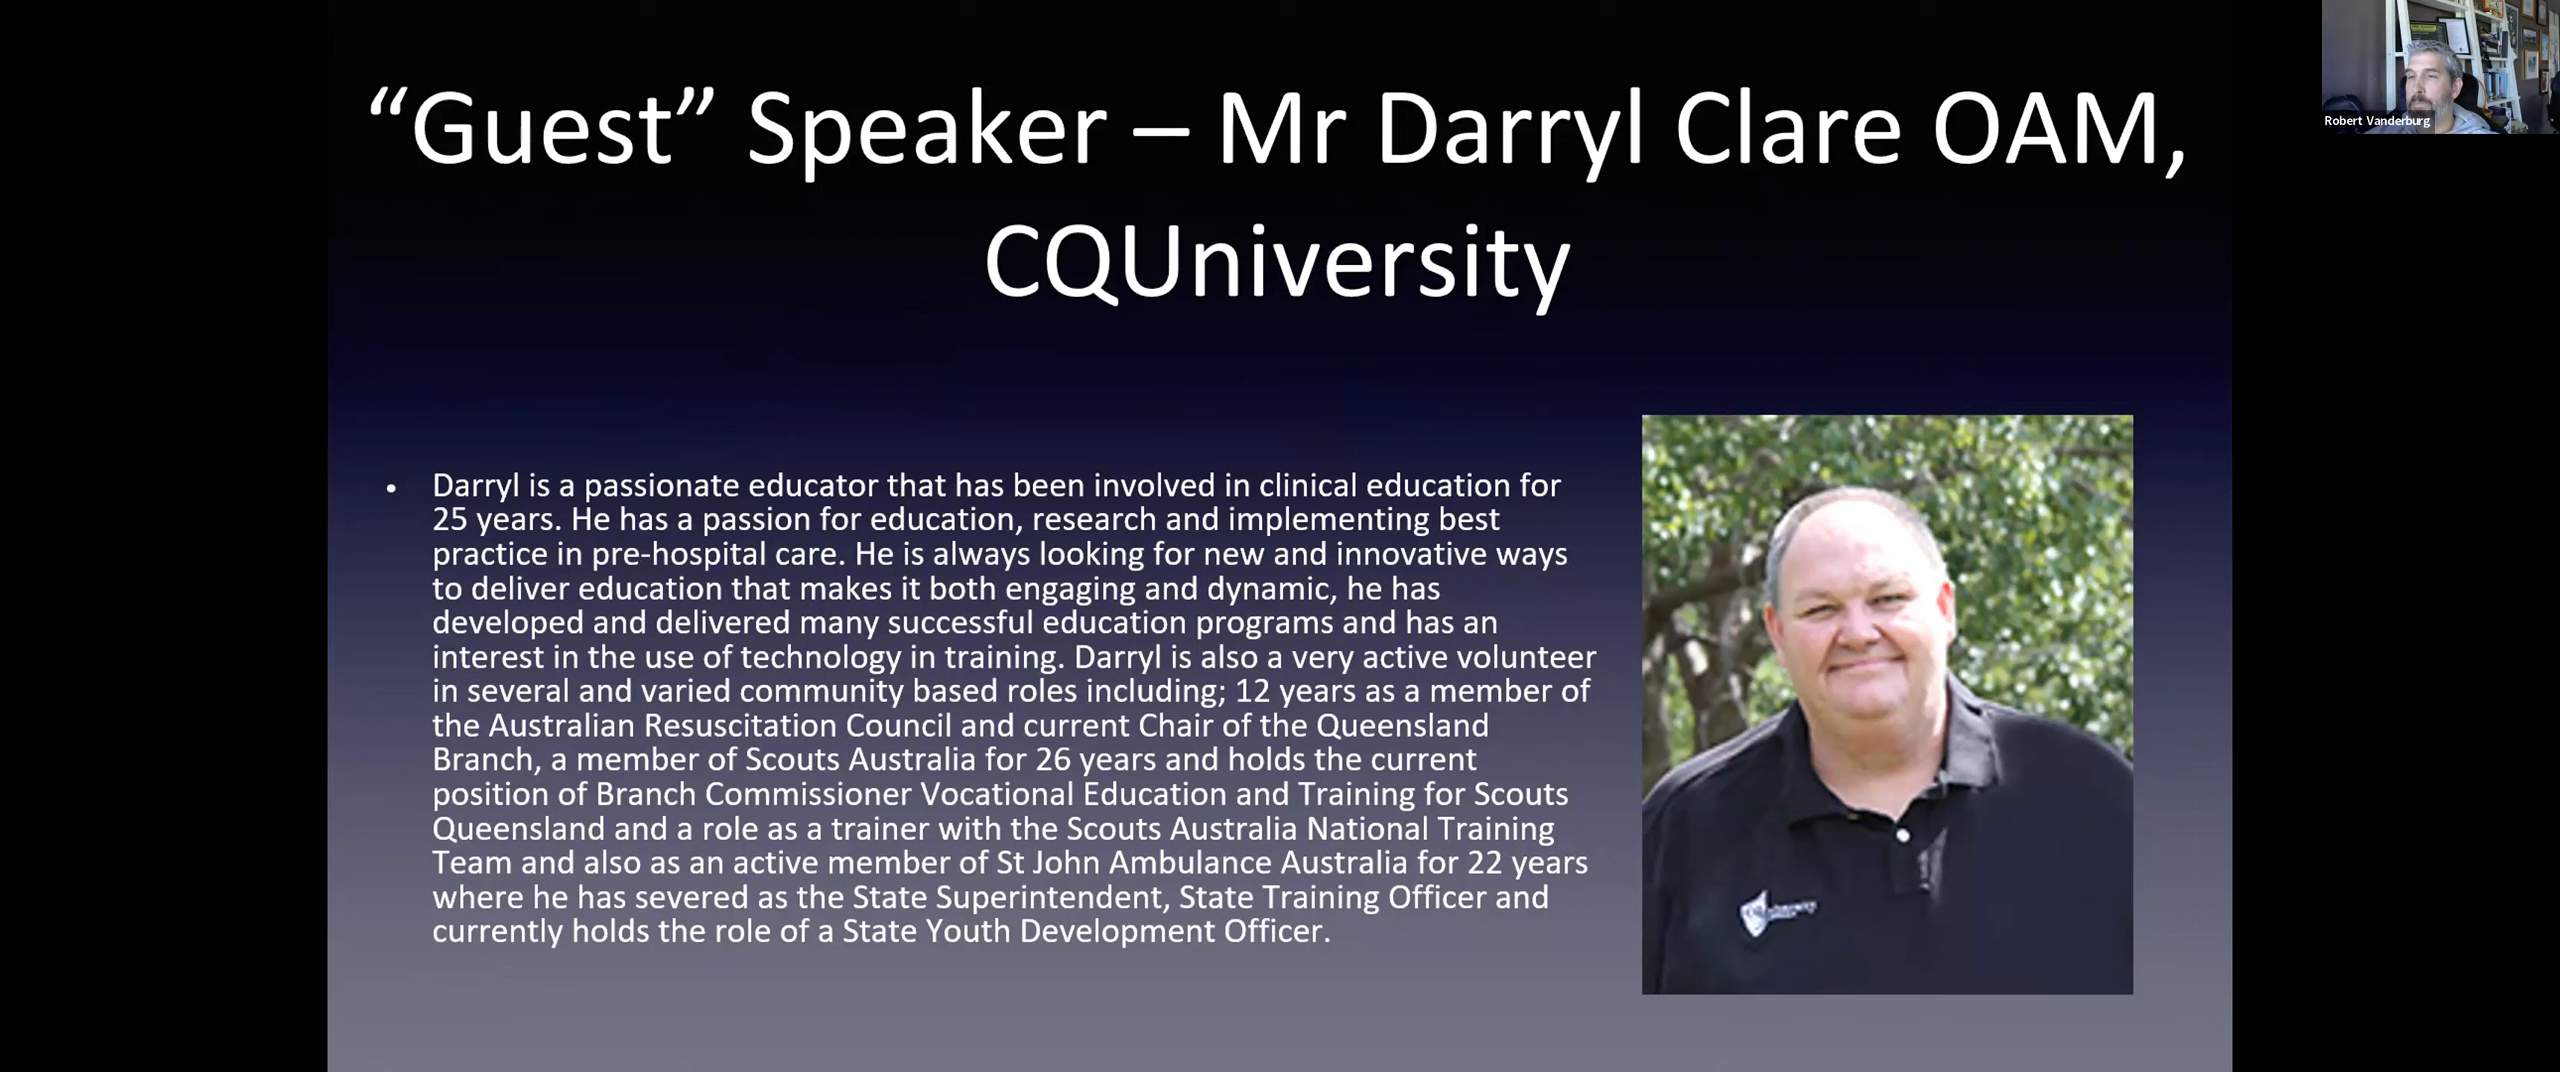 “Guest” Speaker – Mr Darryl Clare OAM,
CQUniversity
Robert Vanderburg
• Darryl is a passionate educator that has been involved in clinical education for
25 years. He has a passion for education, research and implementing best
practice in pre-hospital care. He is always looking for new and innovative ways
to deliver education that makes it both engaging and dynamic, he has
developed and delivered many successful education programs and has an
interest in the use of technology in training. Darryl is also a very active volunteer
in several and varied community based roles including; 12 years as a member of
the Australian Resuscitation Council and current Chair of the Queensland
Branch, a member of Scouts Australia for 26 years and holds the current
position of Branch Commissioner Vocational Education and Training for Scouts
Queensland and a role as a trainer with the Scouts Australia National Training
Team and also as an active member of St John Ambulance Australia for 22 years
where he has severed as the State Superintendent, State Training Officer and
currently holds the role of a State Youth Development Officer.